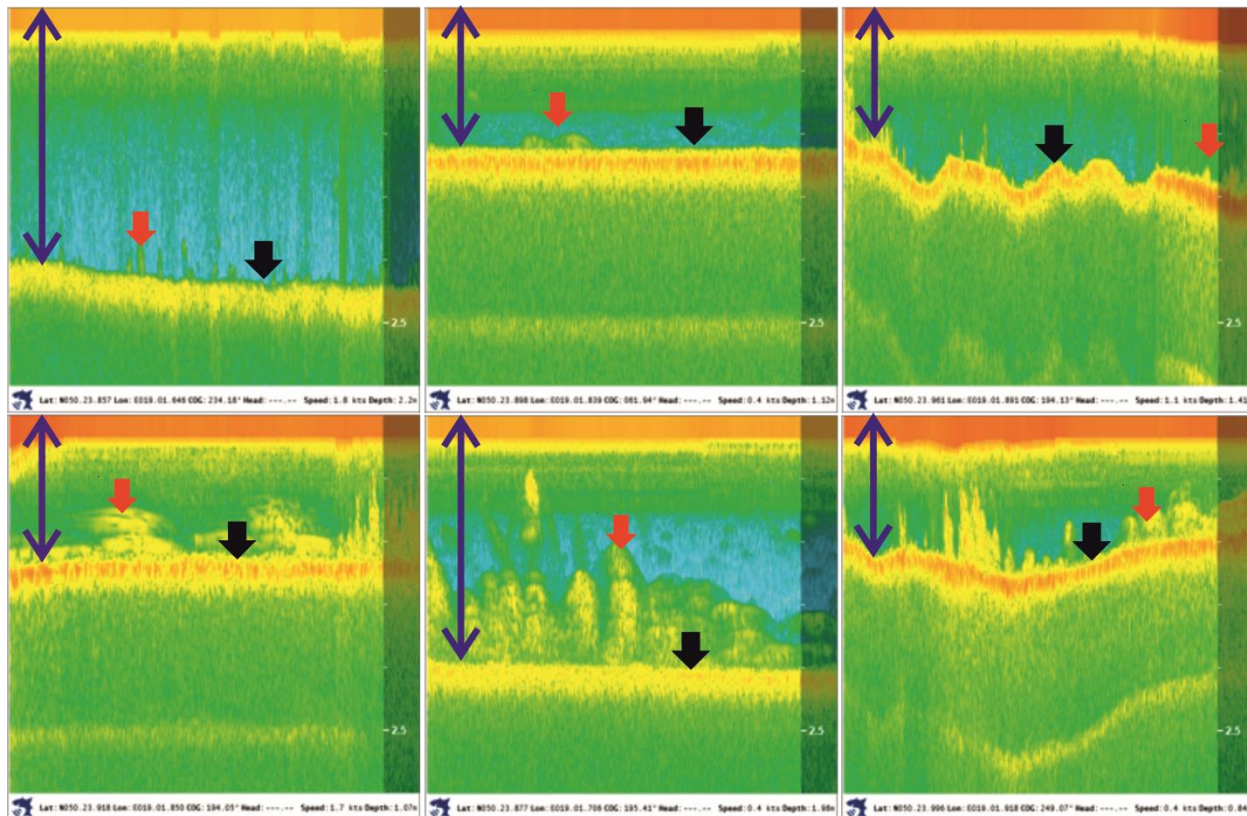 2.5
Lat: N050.23.857 Lon: E019.01.646 COG: 234.18° Head: ---.-- Speed: 1.8 kts Depth: 2.2m
2.5
Lat: N050.23.898 Lon: E019.01.839 COG: 081.94° Head: ---.-- Speed: 0.4 kts Depth: 1.12m
2.5
Lat: N050.23.961 Lon: E019.01.891 COG: 194.13° Head: ---.-- Speed: 1.1 kts Depth: 1.41
2.5
Lat: N050.23.918 Lon: E019.01.850 COG: 194.05° Head: ---.-- Speed: 1.7 kts Depth: 1.07m
2.5
Lat: N050.23.877 Lon: E019.01.706 COG: 195.41° Head: ---.-- Speed: 0.4 kts Depth: 1.98m
2.5
Lat: N050.23.996 Lon: E019.01.918 COG: 249.07° Head: ---.-- Speed: 0.4 kts Depth: 0.84